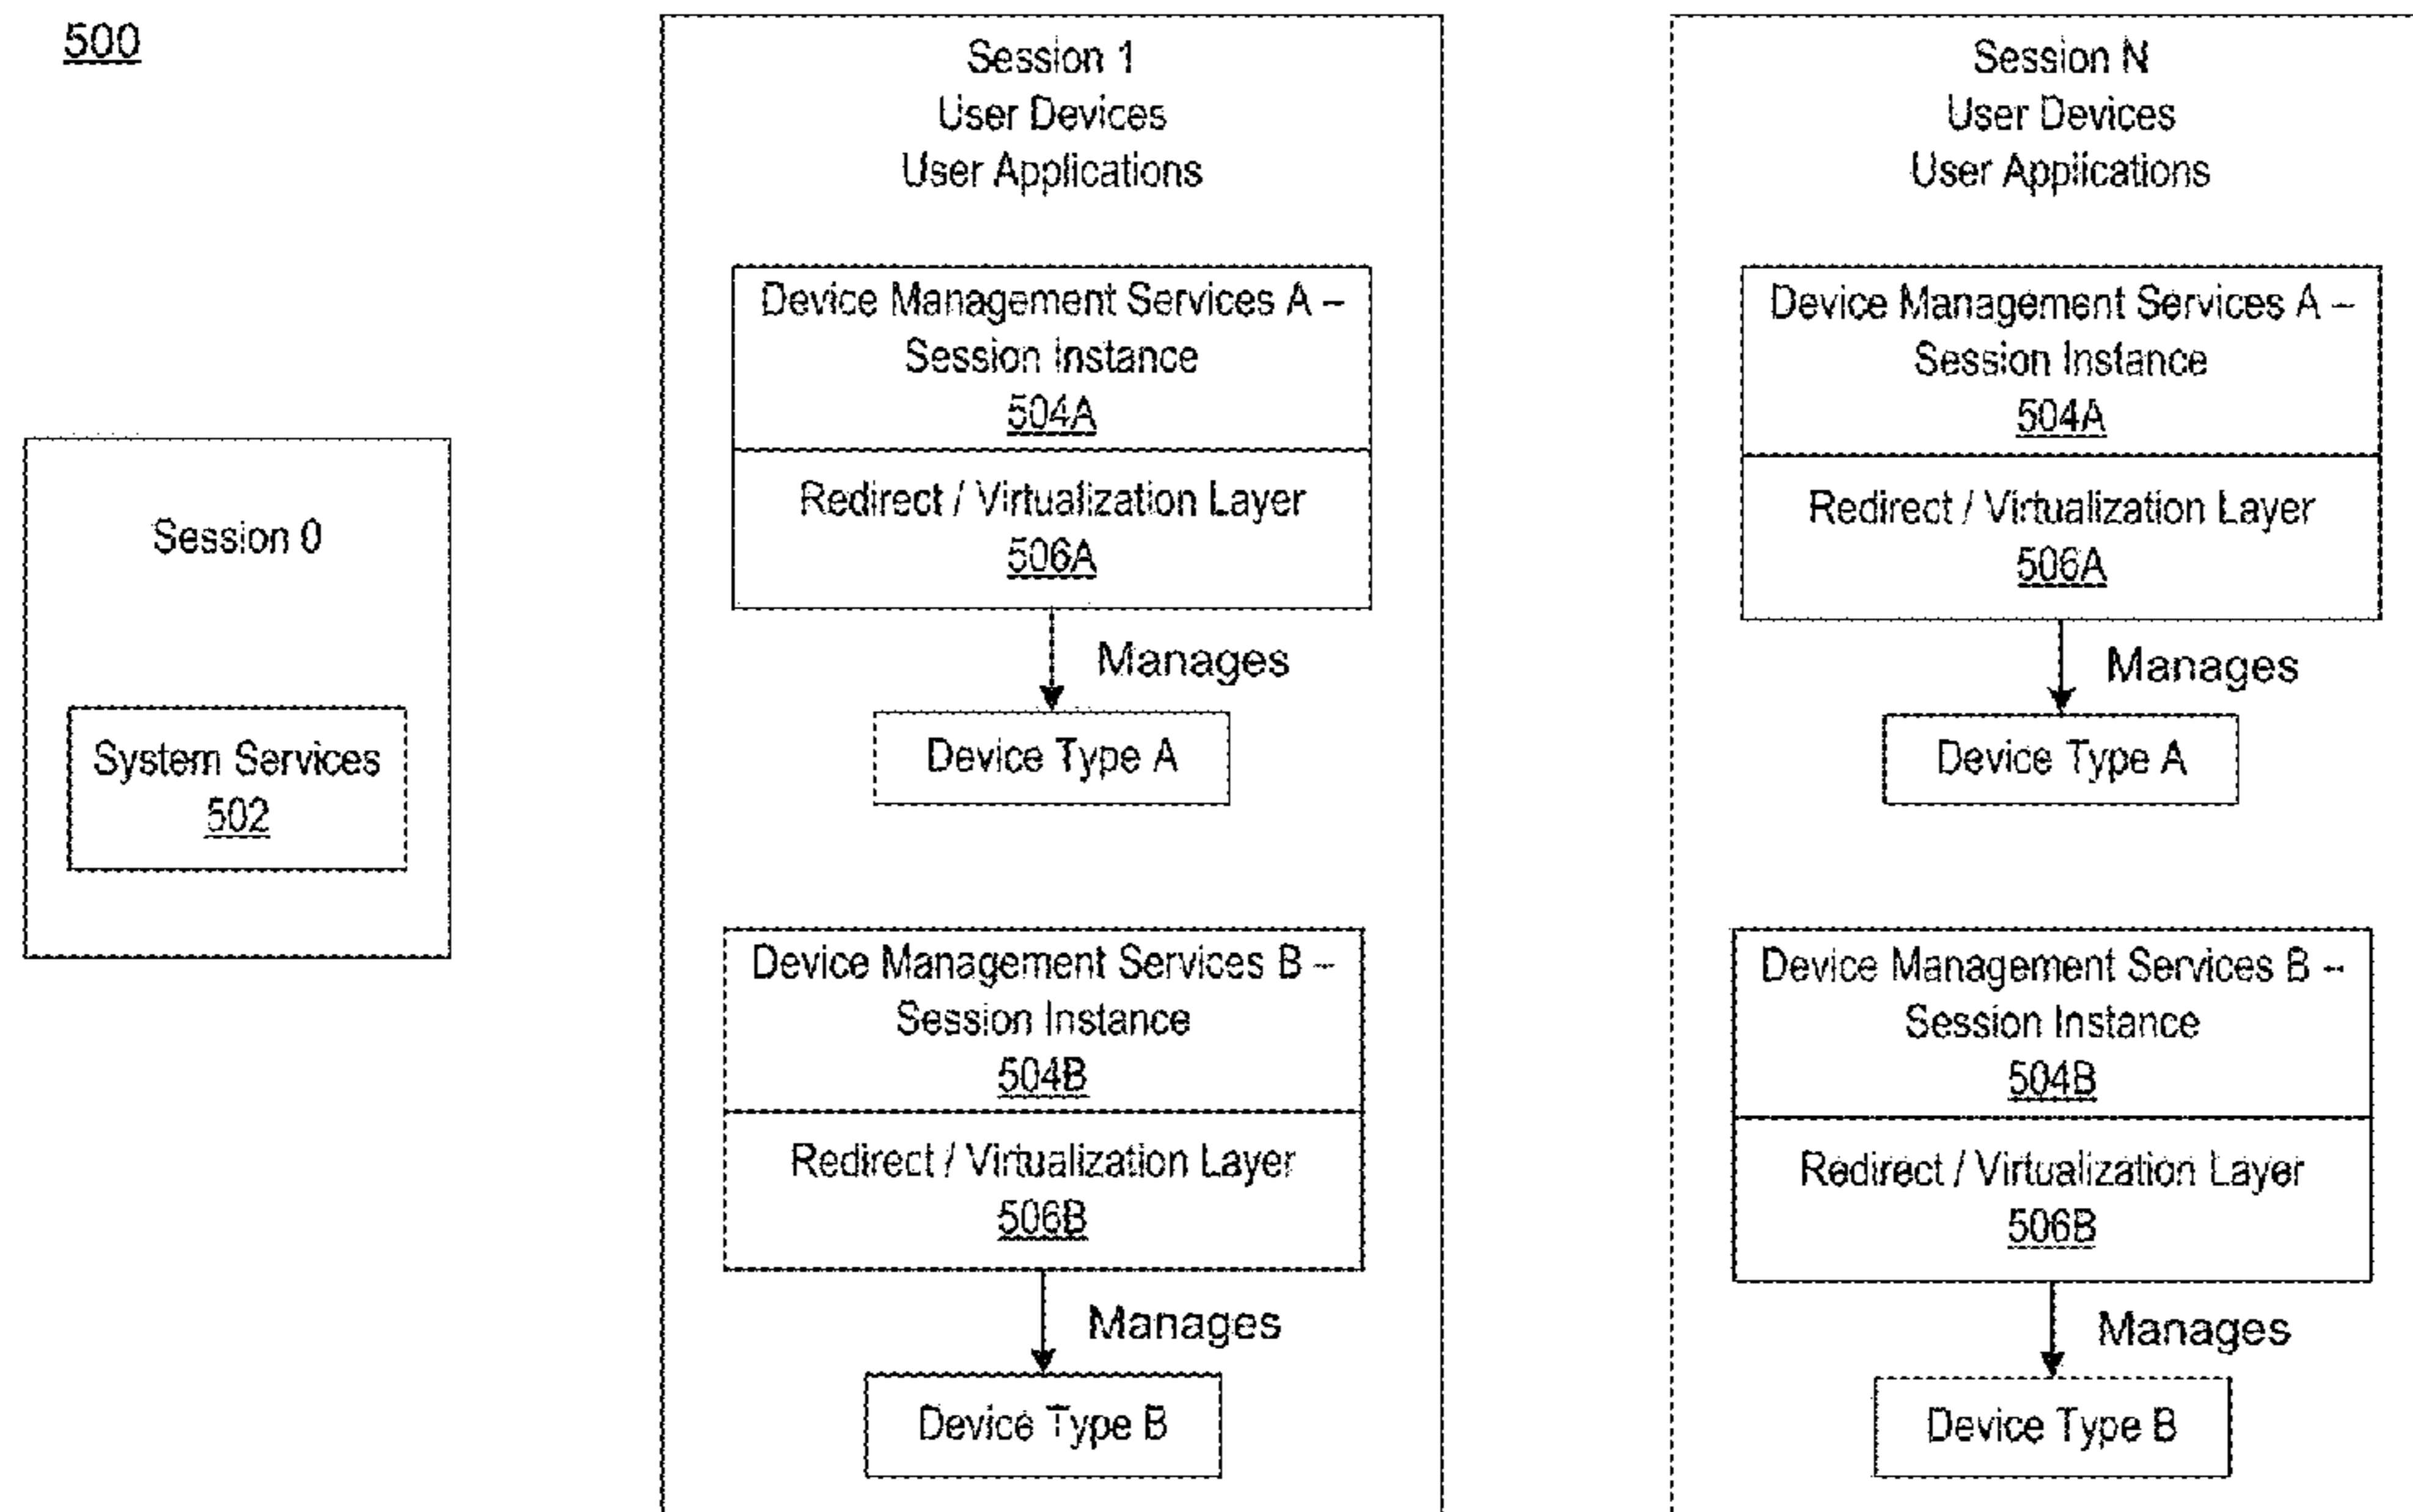 500
Session 0
System Services
502
Session 1
User Devices
User Applications
Device Management Services A –
Session Instance
504A
Redirect / Virtualization Layer
506A
Manages
Device Type A
Device Management Services B –
Session Instance
504B
Redirect / Virtualization Layer
506B
Manages
Device Type B
Session N
User Devices
User Applications
Device Management Services A –
Session Instance
504A
Redirect / Virtualization Layer
506A
Manages
Device Type A
Device Management Services B –
Session Instance
504B
Redirect / Virtualization Layer
506B
Manages
Device Type B